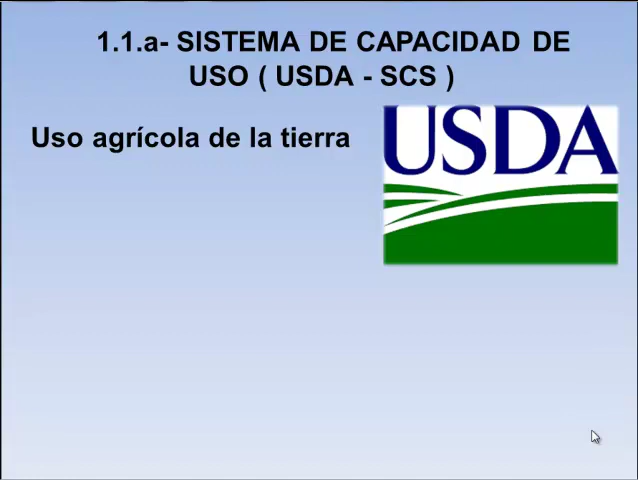 1.1.a- SISTEMA DE CAPACIDAD DE
USO ( USDA - SCS )
Uso agrícola de la tierra
USDA